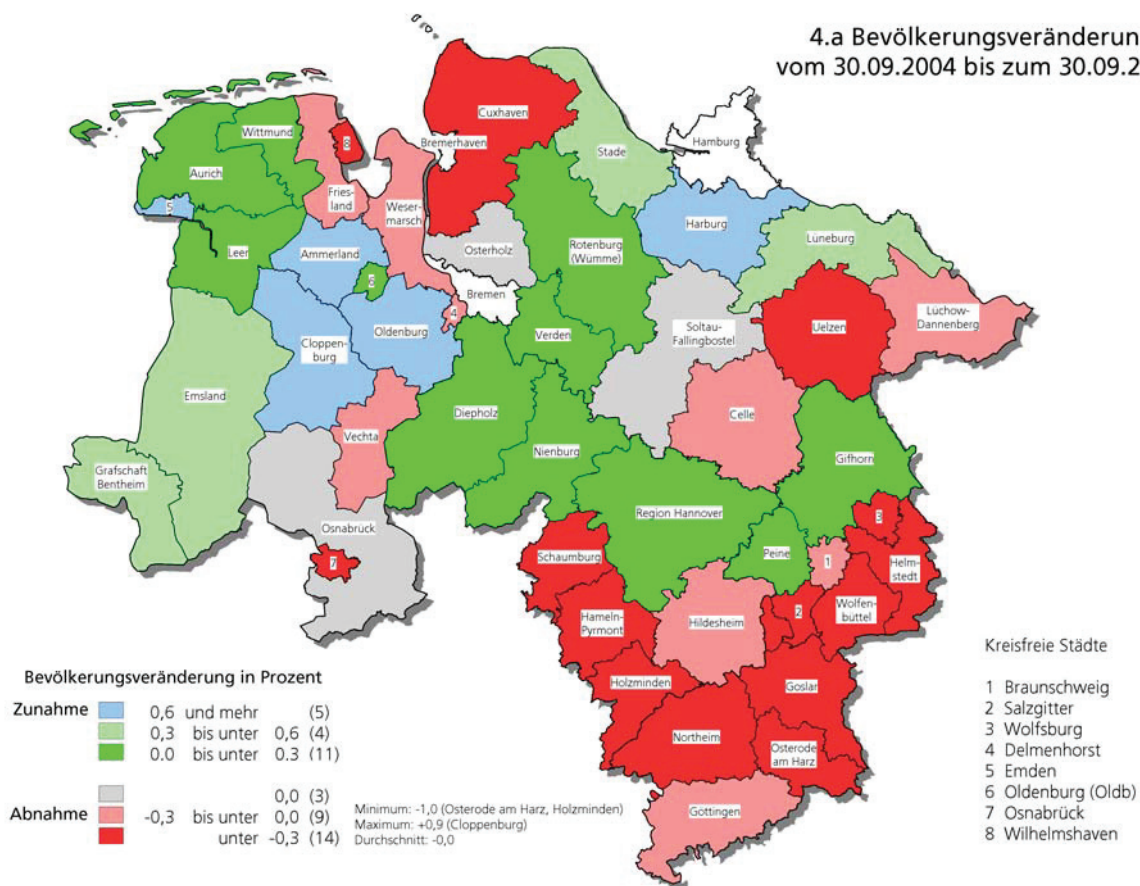 4.a Bevölkerungsveränderun
vom 30.09.2004 bis zum 30.09.2
Cuxhaven
Bremerhaven
Stade
Hamburg
Wittmund
8
Aurich
Fries-
land
Weser-
marsch
5
Osterholz
Rotenburg
(Wümme)
Harburg
Lüneburg
Leer
Ammerland
Bremen
4
Lüchow-
Dannenberg
Uelzen
Soltau-
Fallingbostel
Oldenburg
Cloppen-
burg
Verden
Emsland
Diepholz
Celle
Vechta
Nienburg
Gifhorn
Grafschaft
Bentheim
Osnabrück
Region Hannover
3
Schaumburg
Peine
1
Helm-
stedt
7
Hameln-
Pyrmont
Hildesheim
2
Wolfen-
büttel
Holzminden
Goslar
Northeim
Osterode
am Harz
Göttingen
Bevölkerungsveränderung in Prozent
Zunahme 0,6 und mehr (5)
0,3 bis unter 0,6 (4)
0.0 bis unter 0.3 (11)
0,0 (3)
Abnahme -0,3 bis unter 0,0 (9)
unter -0,3 (14)
Minimum: -1,0 (Osterode am Harz, Holzminden)
Maximum: +0,9 (Cloppenburg)
Durchschnitt: -0,0
Kreisfreie Städte
1 Braunschweig
2 Salzgitter
3 Wolfsburg
4 Delmenhorst
5 Emden
6 Oldenburg (Oldb)
7 Osnabrück
8 Wilhelmshaven